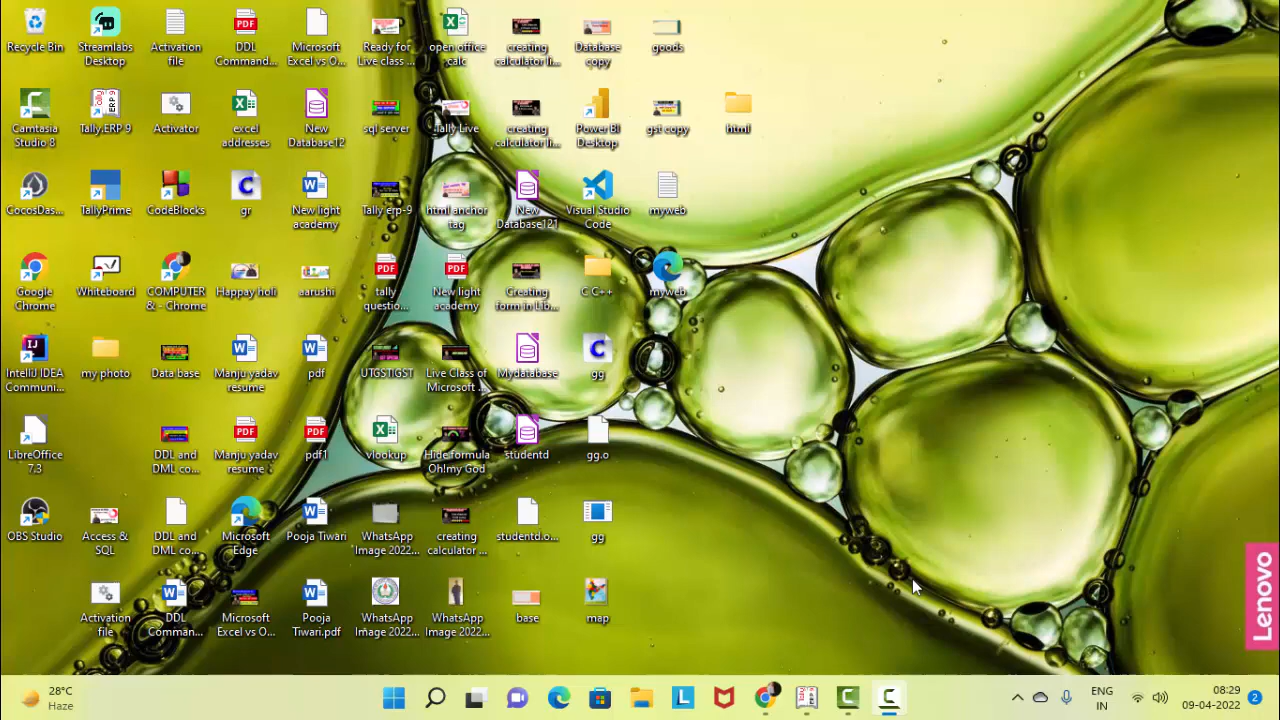 Recycle Bin
Streamlabs
Desktop
Activation
file
DDL
Command...
Microsoft
Excel vs O...
Ready for
Live class ...
open office
calc
creating
calculator li...
Database
copy
goods
Camtasia
Studio 8
Tally.ERP 9
Activator
excel
addresses
New
Database12
sql server
Tally Live
creating
calculator li...
Power BI
Desktop
gst copy
html
CocosDas...
TallyPrime
CodeBlocks
gr
New light
academy
Tally erp-9
html anchor
tag
New
Database121
Visual Studio
Code
myweb
Google
Chrome
Whiteboard
COMPUTER
& - Chrome
Happay holi
aarushi
tally
questio...
New light
academy
Creating
form in Lib...
C C++
myweb
IntelliJ IDEA
Communi...
my photo
Data base
Manju yadav
resume
pdf
UTGSTIGST
Live Class of
Microsoft ...
Mydatabase
gg
LibreOffice
7.3
DDL and
DML co...
Manju yadav
resume
pdf1
vlookup
Hide formula
Oh!my God
studentd
gg.o
OBS Studio
Access &
SQL
DDL and
DML co...
Microsoft
Edge
Pooja Tiwari
WhatsApp
Image 2022...
creating
calculator ...
studentd.o...
gg
Activation
file
DDL
Comman...
Microsoft
Excel vs O...
Pooja
Tiwari.pdf
WhatsApp
Image 2022...
WhatsApp
Image 2022...
base
map
Lenovo
28°C
Haze
ENG
IN
08:29
09-04-2022
2